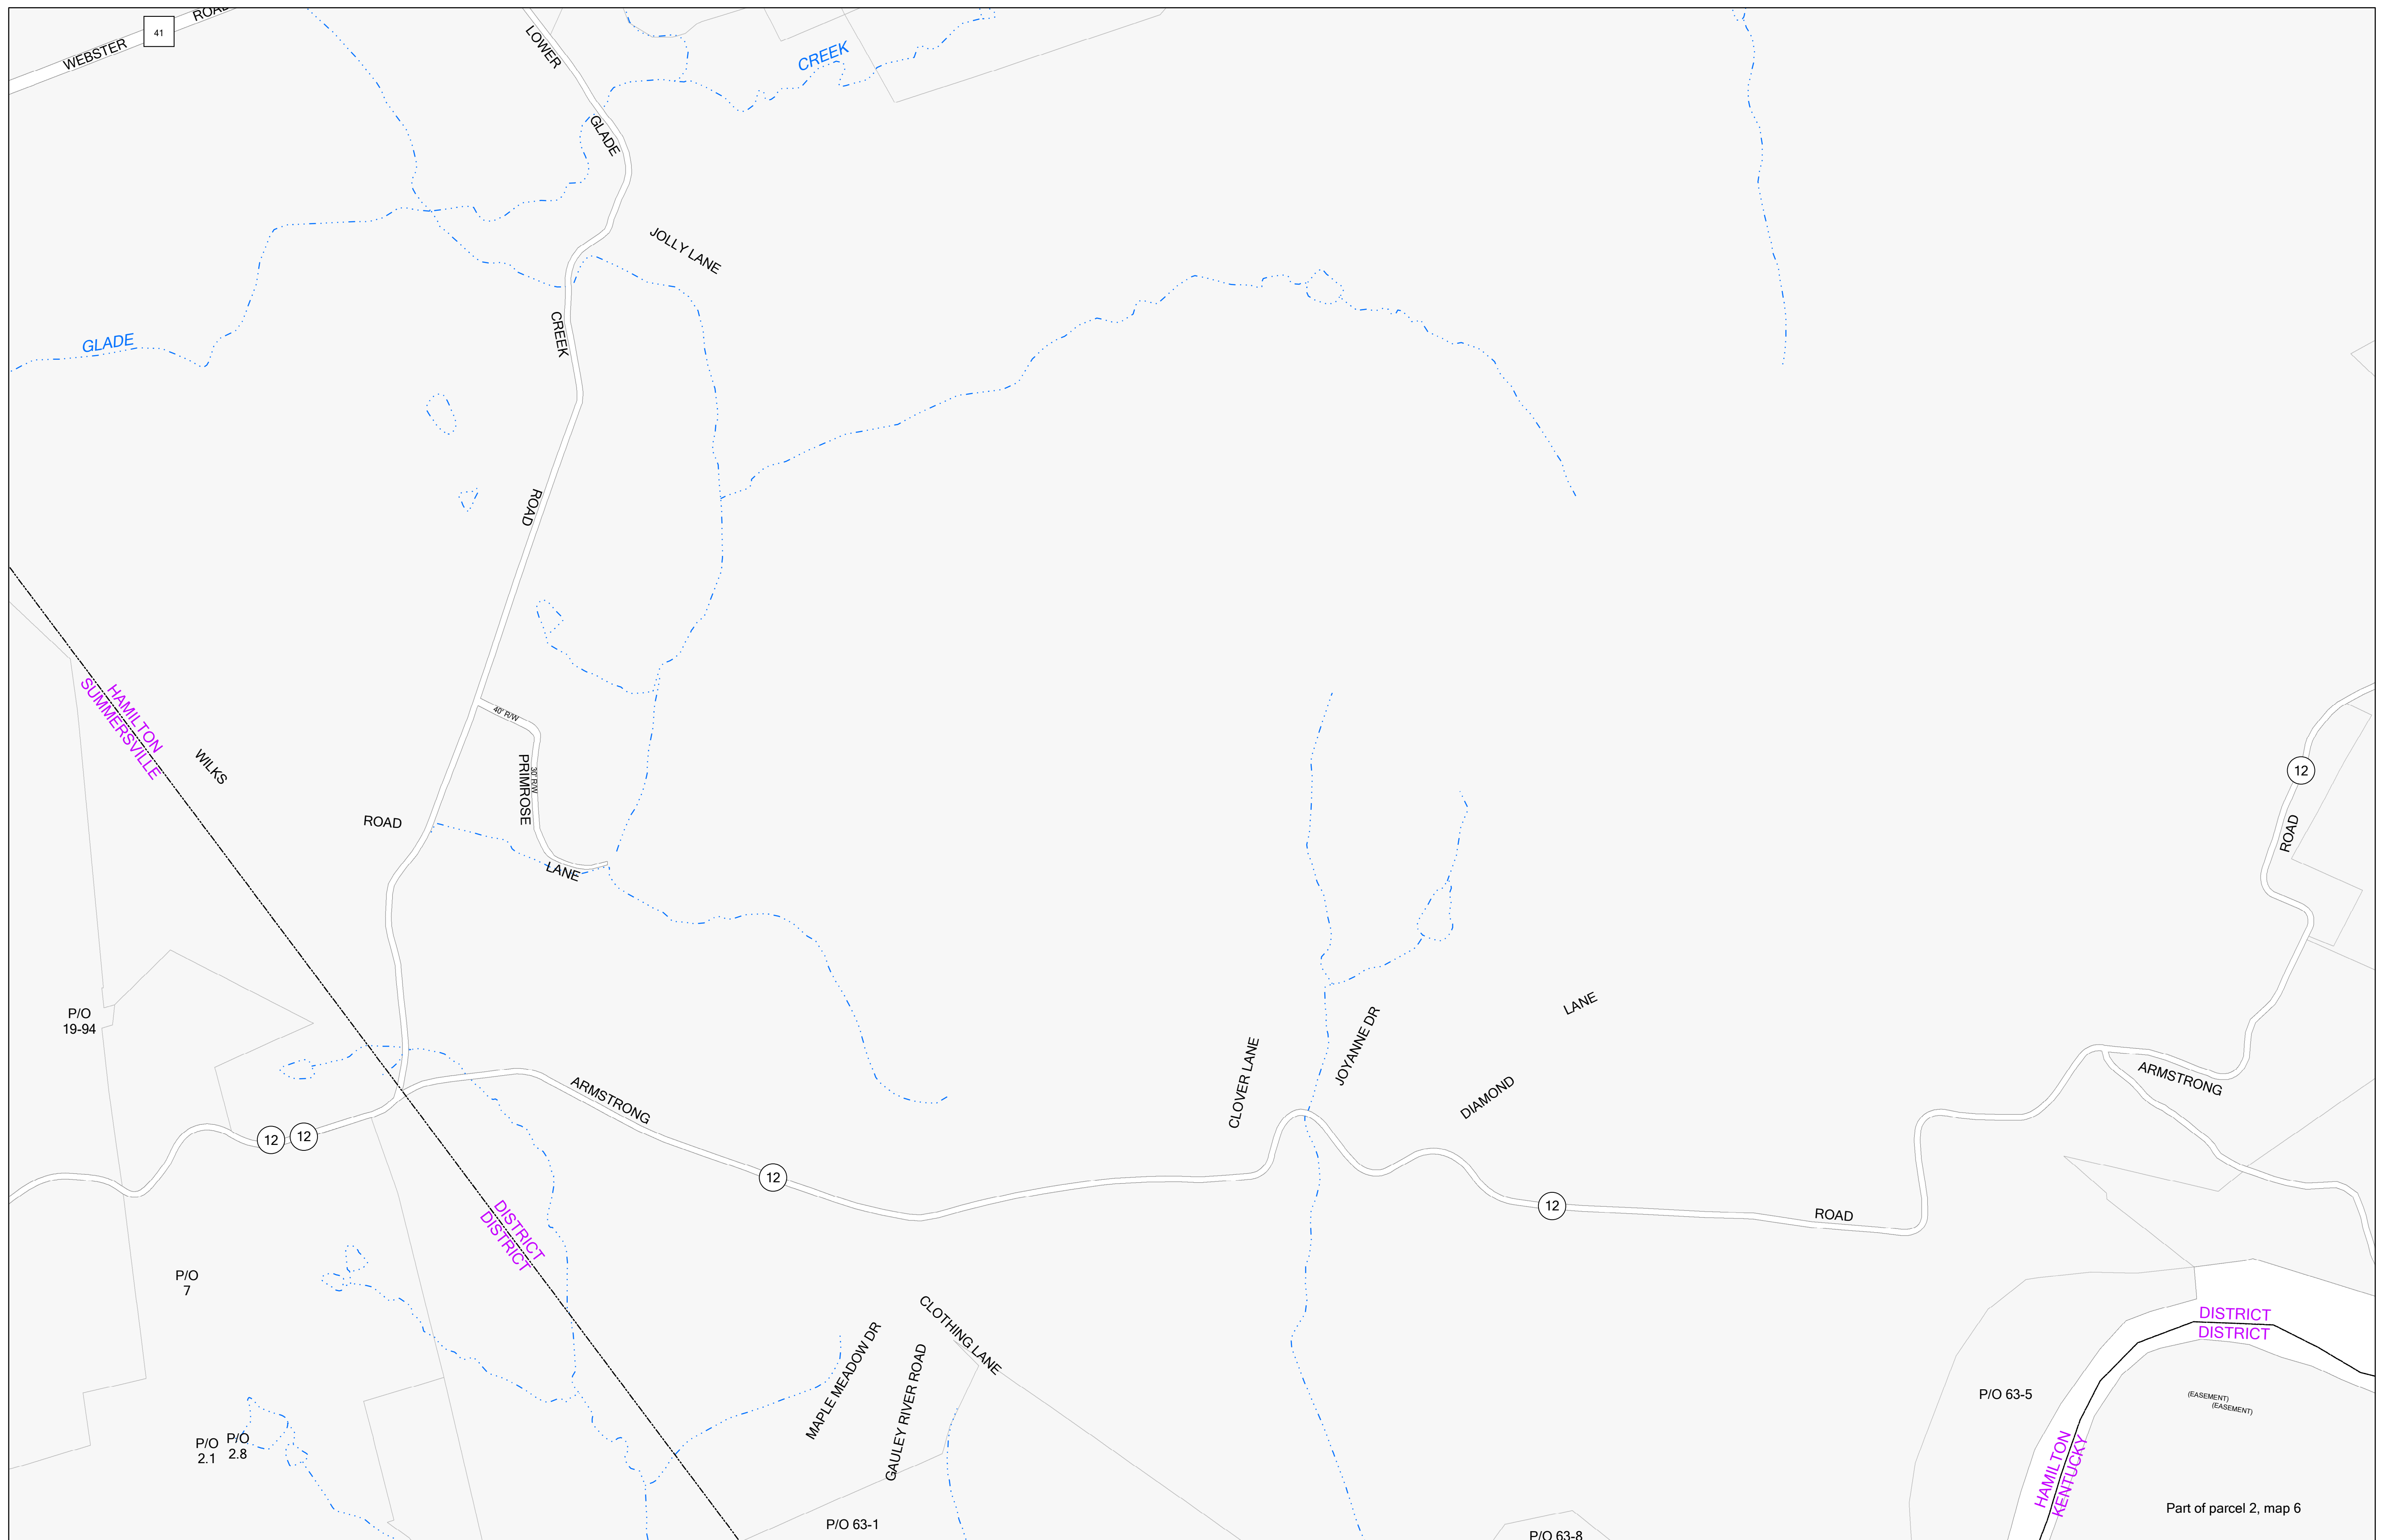 ROAD
WEBSTER
41
LOWER
CREEK
GLADE
JOLLY LANE
GLADE
CREEK
ROAD
40' R/W
HAMILTON
SUMMERSVILLE
WILKS
PRIMROSE
30' R/W
12
ROAD
ROAD
LANE
P/O
19-94
LANE
JOYANNE DR
CLOVER LANE
DIAMOND
ARMSTRONG
ARMSTRONG
12
12
12
12
ROAD
DISTRICT
DISTRICT
P/O
7
CLOTHING LANE
MAPLE MEADOW DR
GAULEY RIVER ROAD
DISTRICT
DISTRICT
P/O 63-5
(EASEMENT)
(EASEMENT)
P/O
2.1
P/O
2.8
HAMILTON
KENTUCKY
Part of parcel 2, map 6
P/O 63-1
P/O 63-8